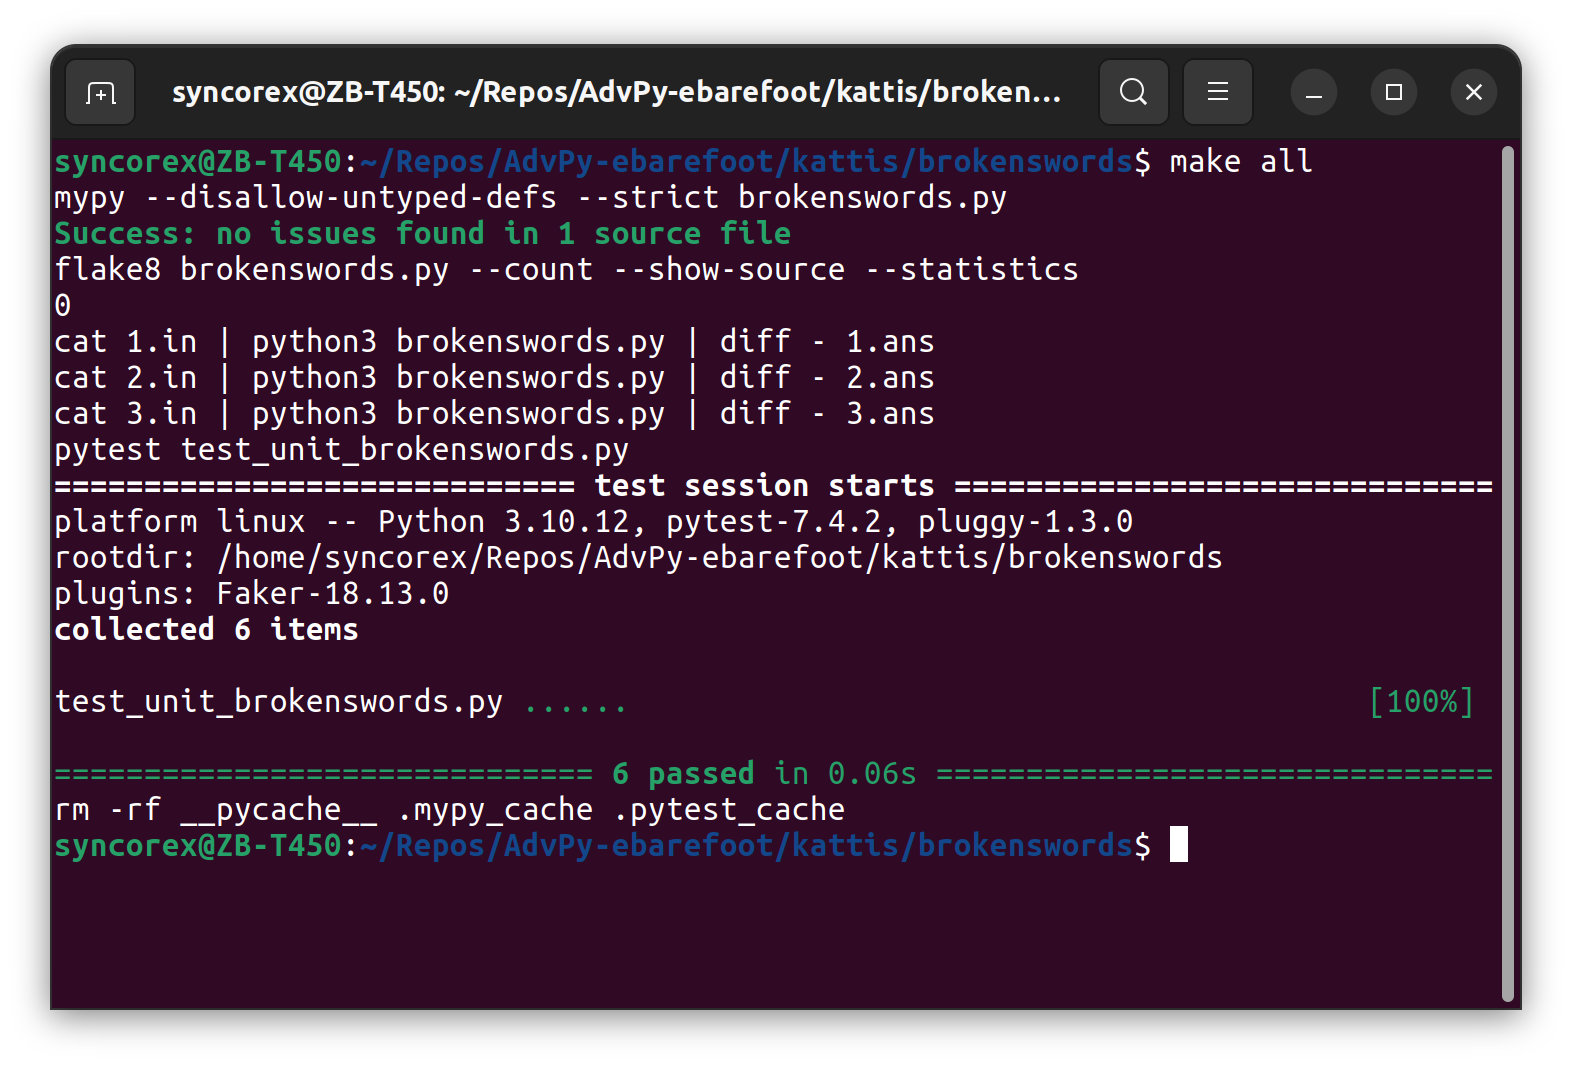 syncorex@ZB-T450: ~/Repos/AdvPy-ebarefoot/kattis/broken...
syncorex@ZB-T450:~/Repos/AdvPy-ebarefoot/kattis/brokenswords$ make all
mypy --disallow-untyped-defs --strict brokenswords.py
Success: no issues found in 1 source file
flake8 brokenswords.py --count --show-source --statistics
0
cat 1.in | python3 brokenswords.py | diff - 1.ans
cat 2.in | python3 brokenswords.py | diff - 2.ans
cat 3.in | python3 brokenswords.py | diff - 3.ans
pytest test_unit_brokenswords.py
============================= test session starts ==============================
platform linux -- Python 3.10.12, pytest-7.4.2, pluggy-1.3.0
rootdir: /home/syncorex/Repos/AdvPy-ebarefoot/kattis/brokenswords
plugins: Faker-18.13.0
collected 6 items
test_unit_brokenswords.py ...... [100%]
============================== 6 passed in 0.06s ===============================
rm -rf __pycache__ .mypy_cache .pytest_cache
syncorex@ZB-T450:~/Repos/AdvPy-ebarefoot/kattis/brokenswords$